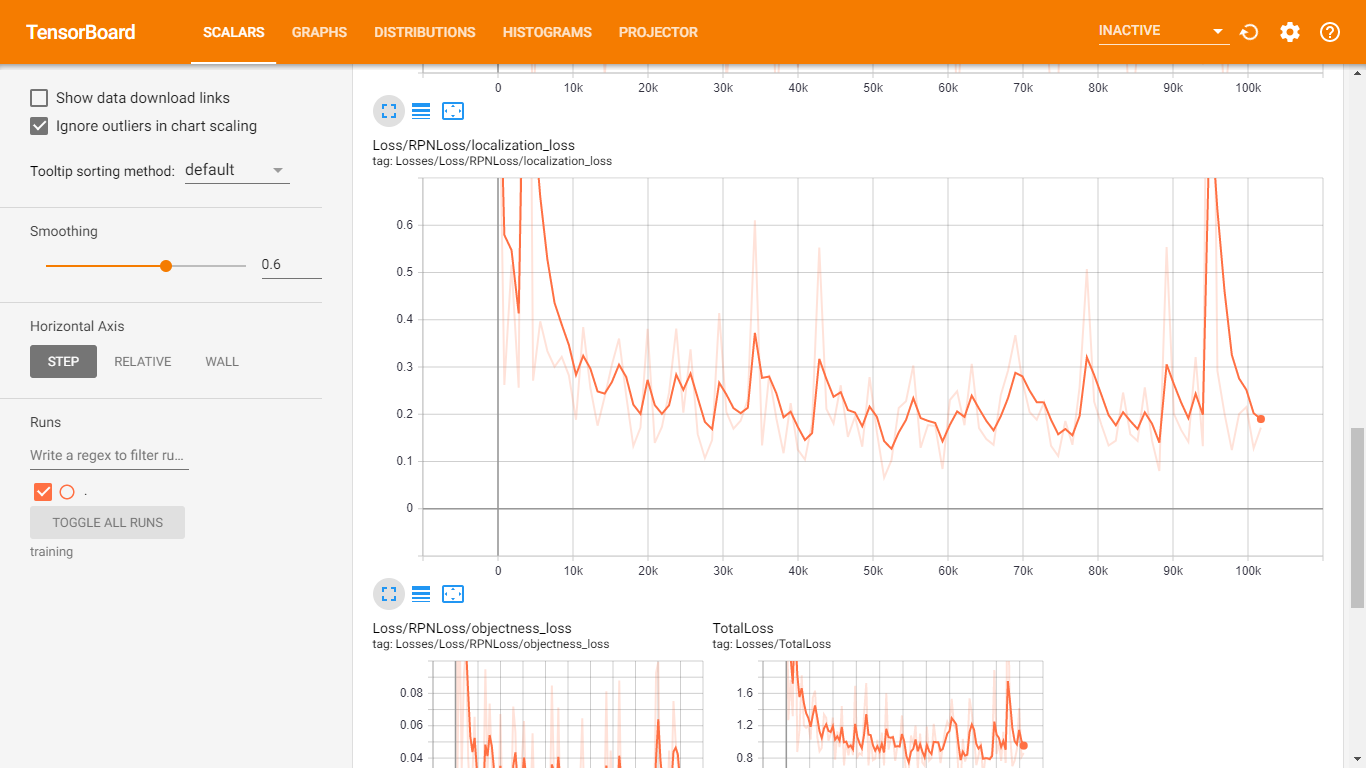 TensorBoard SCALARS GRAPHS DISTRIBUTIONS HISTOGRAMS PROJECTOR INACTIVE
Show data download links
Ignore outliers in chart scaling
Tooltip sorting method: default
Smoothing
0.6
Horizontal Axis
STEP RELATIVE WALL
Runs
Write a regex to filter ru...
.
TOGGLE ALL RUNS
training
0 10k 20k 30k 40k 50k 60k 70k 80k 90k 100k
Loss/RPNLoss/localization_loss
tag: Losses/Loss/RPNLoss/localization_loss
0.6
0.5
0.4
0.3
0.2
0.1
0
0 10k 20k 30k 40k 50k 60k 70k 80k 90k 100k
Loss/RPNLoss/objectness_loss
tag: Losses/Loss/RPNLoss/objectness_loss
0.08
0.06
0.04
TotalLoss
tag: Losses/TotalLoss
1.6
1.2
0.8